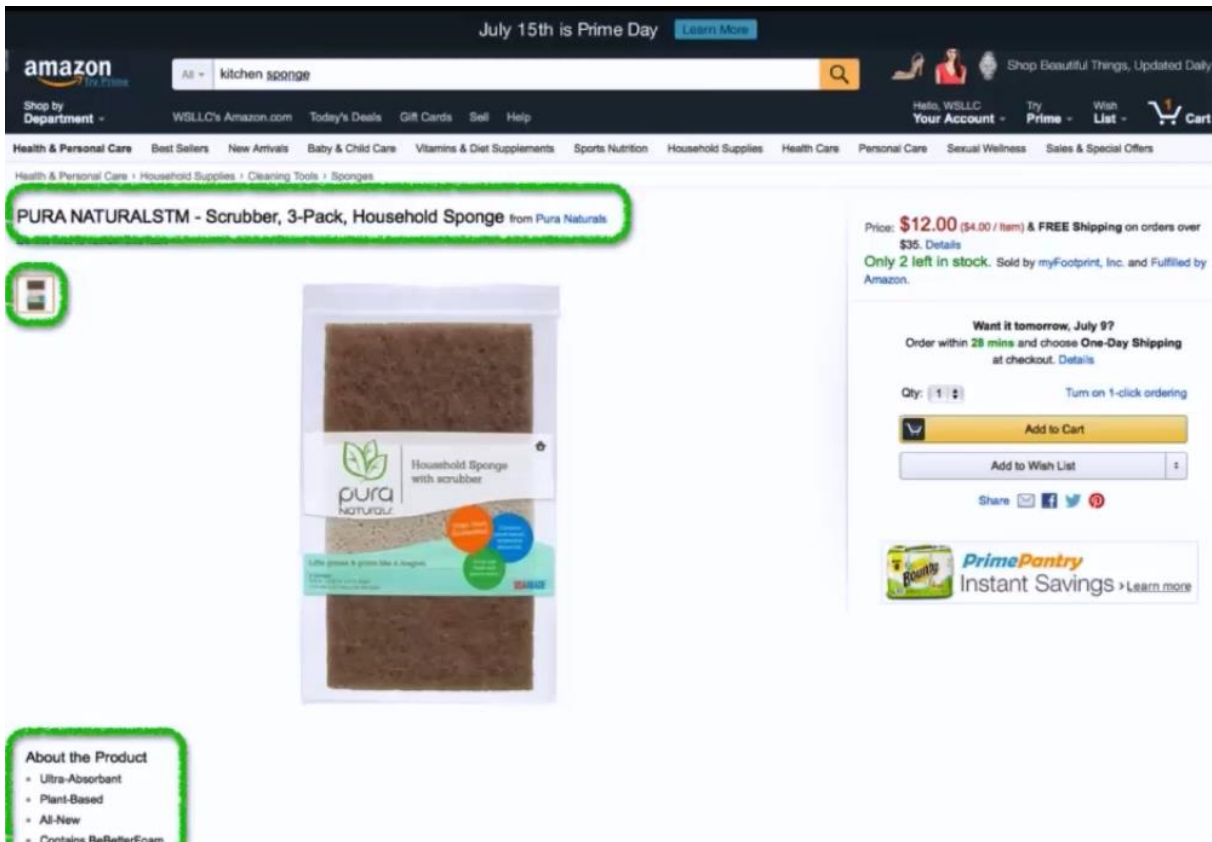 July 15th is Prime Day Learn More
amazon
Try Prime
All
kitchen sponge
Shop Beautiful Things, Updated Daily
Shop by
Department
WSLLC's Amazon.com Today's Deals Gift Cards Sell Help
Hello, WSLLC
Your Account
Try
Prime
Wish
List
1
Cart
Health & Personal Care Best Sellers New Arrivals Baby & Child Care Vitamins & Diet Supplements Sports Nutrition Household Supplies Health Care Personal Care Sexual Wellness Sales & Special Offers
Health & Personal Care › Household Supplies › Cleaning Tools › Sponges
PURA NATURALSTM - Scrubber, 3-Pack, Household Sponge from Pura Naturals
Price: $12.00 ($4.00 / Item) & FREE Shipping on orders over
$35. Details
Only 2 left in stock. Sold by myFootprint, Inc. and Fulfilled by
Amazon.
Want it tomorrow, July 9?
Order within 28 mins and choose One-Day Shipping
at checkout. Details
Qty: 1
Turn on 1-click ordering
Add to Cart
Add to Wish List
Share
Bounty
PrimePantry
Instant Savings › Learn more
pura
NATURALS
Household Sponge
with scrubber
About the Product
Ultra-Absorbant
Plant-Based
All-New
Contains BeBetterFoam